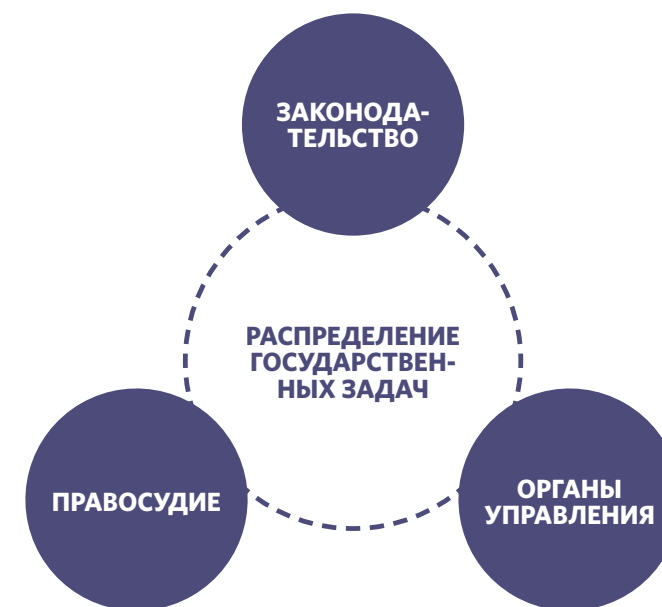 ЗАКОНОДА-
ТЕЛЬСТВО
РАСПРЕДЕЛЕНИЕ
ГОСУДАРСТВЕН-
НЫХ ЗАДАЧ
ПРАВОСУДИЕ
ОРГАНЫ
УПРАВЛЕНИЯ